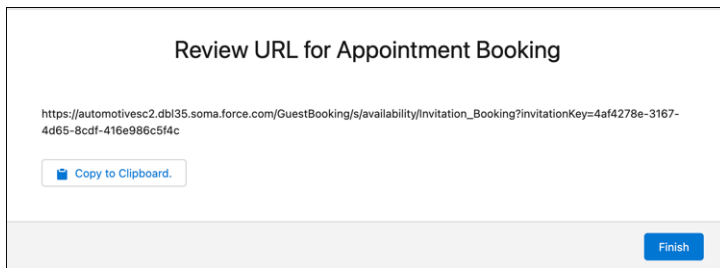 Review URL for Appointment Booking
https://automotivesc2.dbl35.soma.force.com/GuestBooking/s/availability/Invitation_Booking?invitationKey=4af4278e-3167-
4d65-8cdf-416e986c5f4c
Copy to Clipboard.
Finish